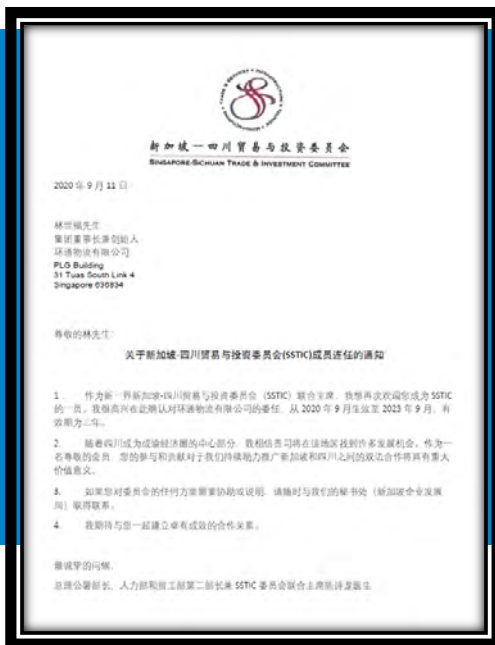 新加坡—四川贸易与投资委员会
SINGAPORE-SICHUAN TRADE & INVESTMENT COMMITTEE
2020 年 9 月 11 日
林世福先生
集团董事长兼创始人
环通物流有限公司
PLG Building
31 Tuas South Link 4
Singapore 636834
尊敬的林先生:
关于新加坡-四川贸易与投资委员会(SSTIC)成员连任的通知
1. 作为新一界新加坡-四川贸易与投资委员会 (SSTIC) 联合主席，我想再次欢迎您成为 SSTIC
的一员。我很高兴在此确认对环通物流有限公司的委任，从 2020 年 9 月生效至 2023 年 9 月，有
效期为三年。
2. 随着四川成为成渝经济圈的中心部分，我相信贵司将在该地区找到许多发展机会。作为一
名尊敬的会员，您的参与和贡献对于我们持续助力推广新加坡和四川之间的双边合作将具有重大
价值意义。
3. 如果您对委员会的任何方面需要协助或说明，请随时与我们的秘书处 (新加坡企业发展
局) 取得联系。
4. 我期待与您一起建立卓有成效的合作关系。
最诚挚的问候，
总理公署部长，人力部和贸工部第二部长兼 SSTIC 委员会联合主席陈诗龙医生